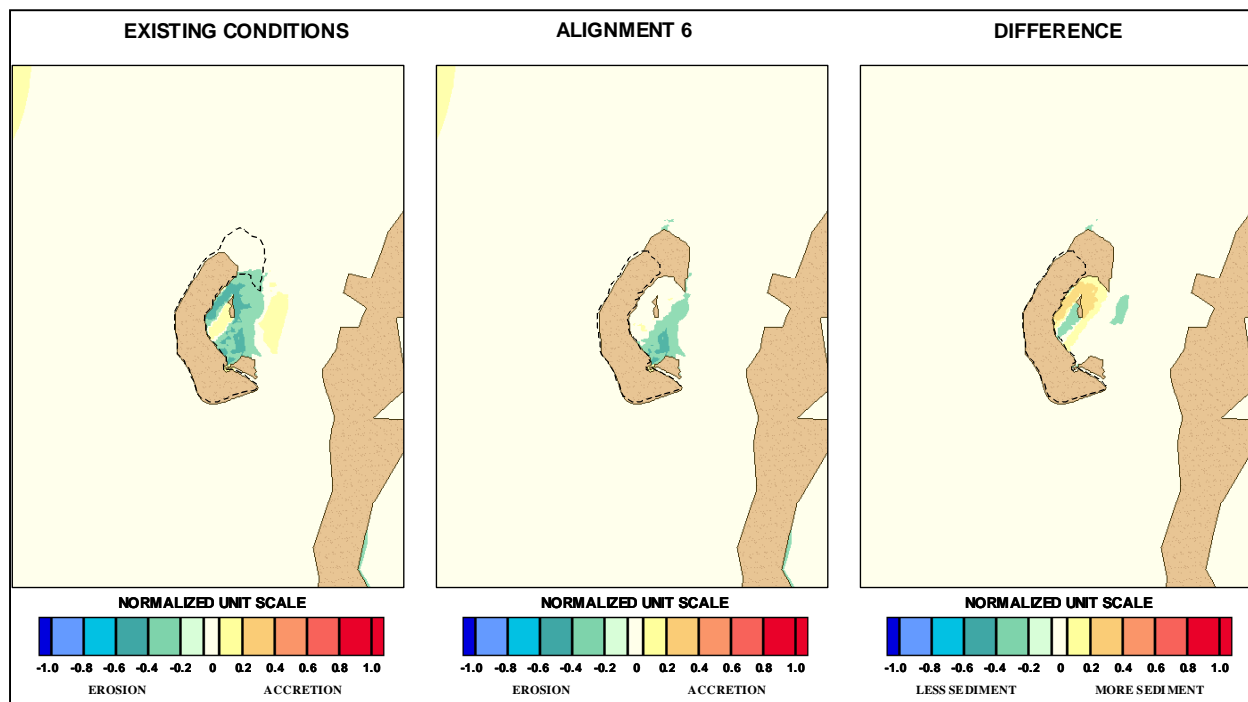 EXISTING CONDITIONS
ALIGNMENT 6
DIFFERENCE
NORMALIZED UNIT SCALE
-1.0 -0.8 -0.6 -0.4 -0.2 0 0.2 0.4 0.6 0.8 1.0
EROSION ACCRETION
NORMALIZED UNIT SCALE
-1.0 -0.8 -0.6 -0.4 -0.2 0 0.2 0.4 0.6 0.8 1.0
EROSION ACCRETION
NORMALIZED UNIT SCALE
-1.0 -0.8 -0.6 -0.4 -0.2 0 0.2 0.4 0.6 0.8 1.0
LESS SEDIMENT MORE SEDIMENT